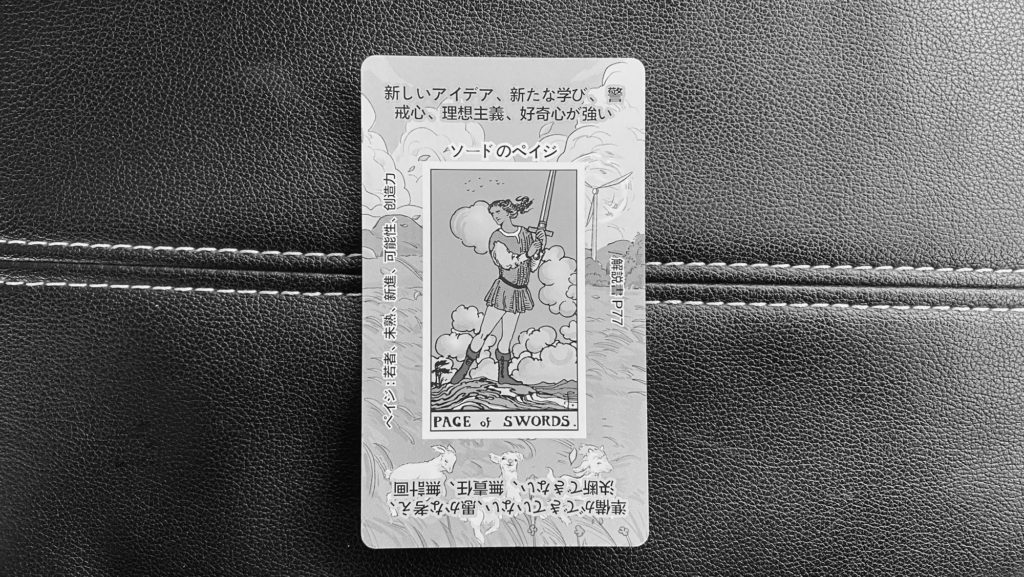 新しいアイデア、新たな学び、警
戒心、理想主義、好奇心が強い
ソードのペイジ
ペイジ:若者、未熟、新進、可能性、创造力
解説書P77
PAGE of SWORDS.
準備ができていない、愚かな考え、
決断できない、無責任、無計画